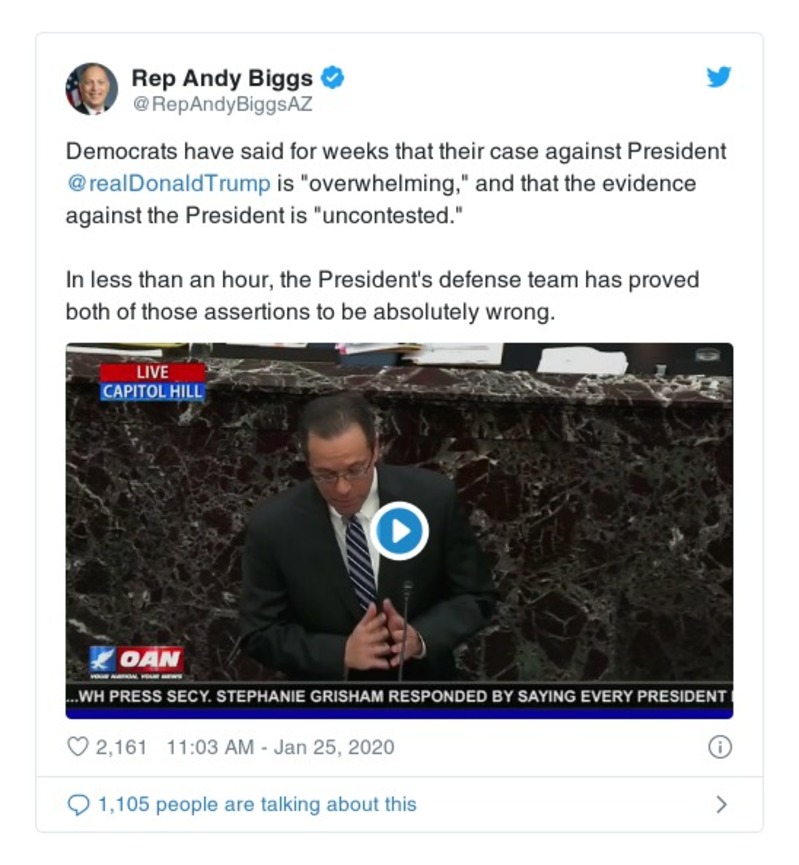 Rep Andy Biggs
@RepAndyBiggsAZ
Democrats have said for weeks that their case against President
@realDonaldTrump is "overwhelming," and that the evidence
against the President is "uncontested."
In less than an hour, the President's defense team has proved
both of those assertions to be absolutely wrong.
LIVE
CAPITOL HILL
OAN
YOUR NATION. YOUR NEWS
...WH PRESS SECY. STEPHANIE GRISHAM RESPONDED BY SAYING EVERY PRESIDENT
2,161 11:03 AM - Jan 25, 2020
1,105 people are talking about this